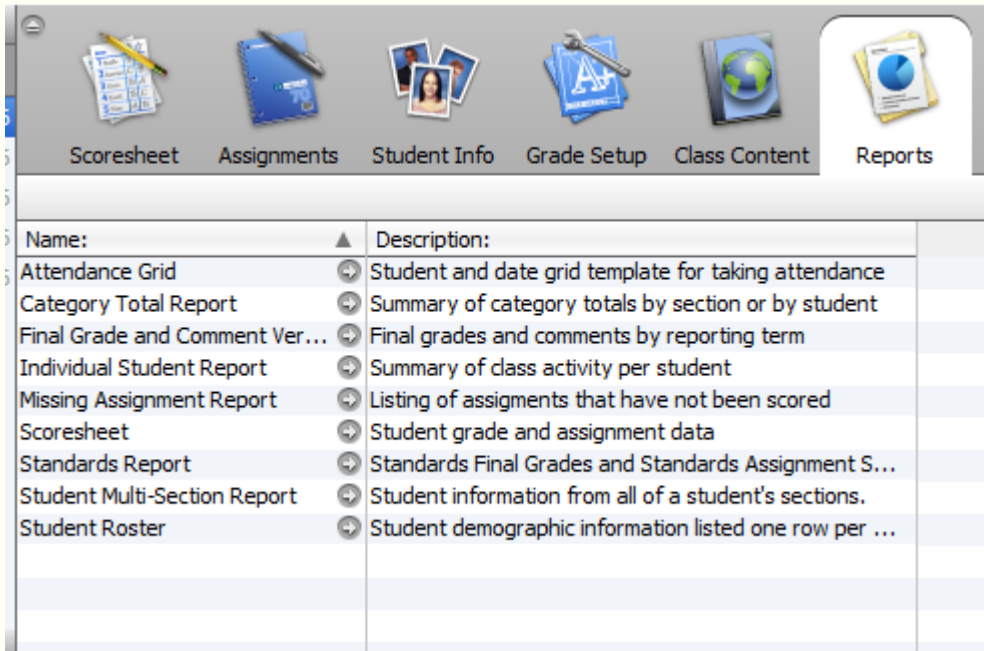 Scoresheet Assignments Student Info Grade Setup Class Content Reports
Name: Description:
Attendance Grid Student and date grid template for taking attendance
Category Total Report Summary of category totals by section or by student
Final Grade and Comment Ver... Final grades and comments by reporting term
Individual Student Report Summary of class activity per student
Missing Assignment Report Listing of assigments that have not been scored
Scoresheet Student grade and assignment data
Standards Report Standards Final Grades and Standards Assignment S...
Student Multi-Section Report Student information from all of a student's sections.
Student Roster Student demographic information listed one row per ...